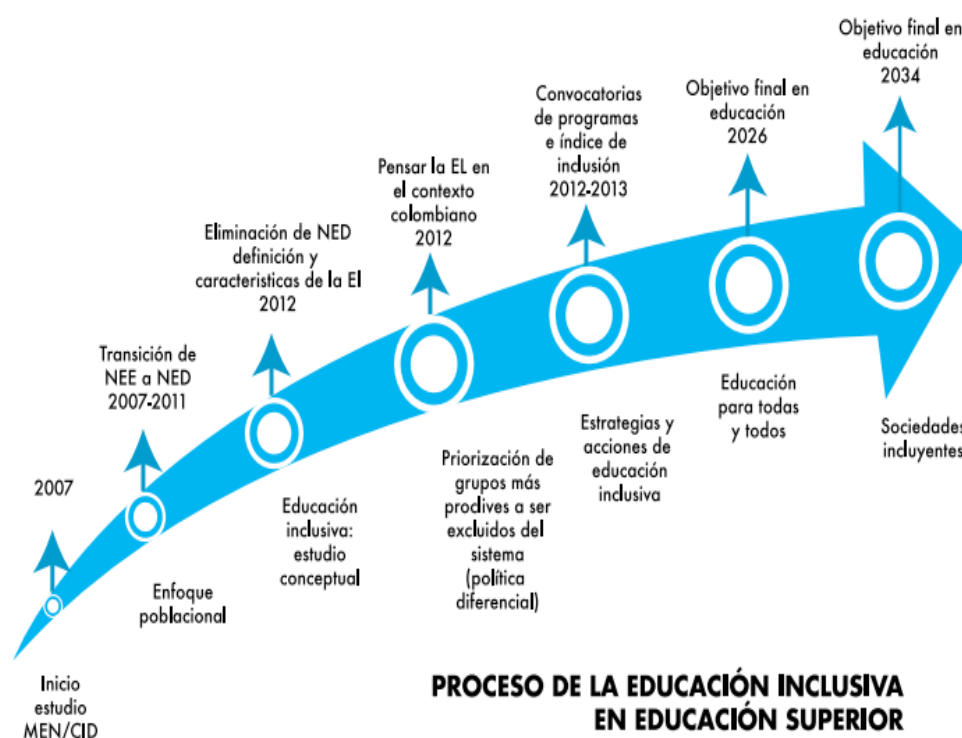 2007
Inicio
estudio
MEN/CID
Transición de
NEE a NED
2007-2011
Enfoque
poblacional
Eliminación de NED
definición y
caracteristicas de la EI
2012
Educación
inclusiva:
estudio
conceptual
Pensar la EL en
el contexto
colombiano
2012
Priorización de
grupos más
proclives a ser
excluidos del
sistema
(política
diferencial)
Convocatorias
de programas
e índice de
inclusión
2012-2013
Estrategias y
acciones de
educación
inclusiva
Objetivo final en
educación
2026
Educación
para todas
y todos
Objetivo final en
educación
2034
Sociedades
incluyentes
PROCESO DE LA EDUCACIÓN INCLUSIVA
EN EDUCACIÓN SUPERIOR